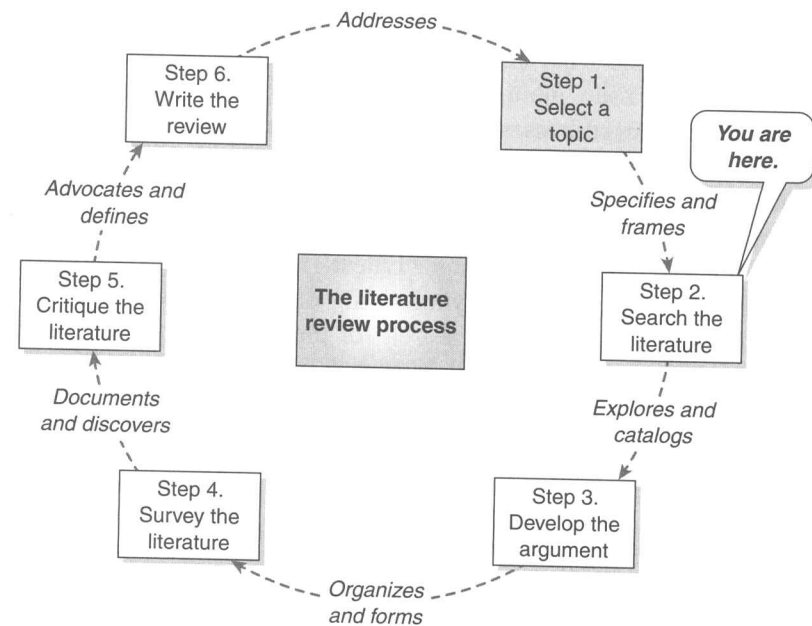 Addresses
Step 6.
Write the
review
Step 1.
Select a
topic
You are
here.
Advocates and
defines
Specifies and
frames
Step 5.
Critique the
literature
The literature
review process
Step 2.
Search the
literature
Documents
and discovers
Explores and
catalogs
Step 4.
Survey the
literature
Step 3.
Develop the
argument
Organizes
and forms